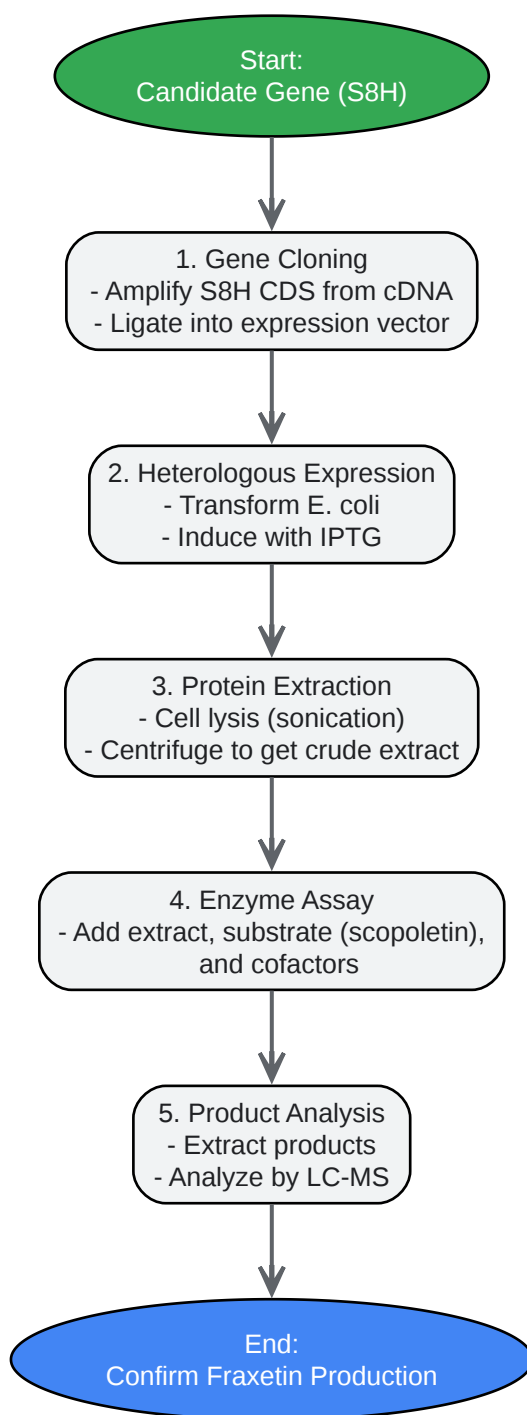 Start:
Candidate Gene (S8H)
1. Gene Cloning
- Amplify S8H CDS from cDNA
- Ligate into expression vector
2. Heterologous Expression
- Transform E. coli
- Induce with IPTG
3. Protein Extraction
- Cell lysis (sonication)
- Centrifuge to get crude extract
4. Enzyme Assay
- Add extract, substrate (scopoletin),
and cofactors
5. Product Analysis
- Extract products
- Analyze by LC-MS
End:
Confirm Fraxetin Production